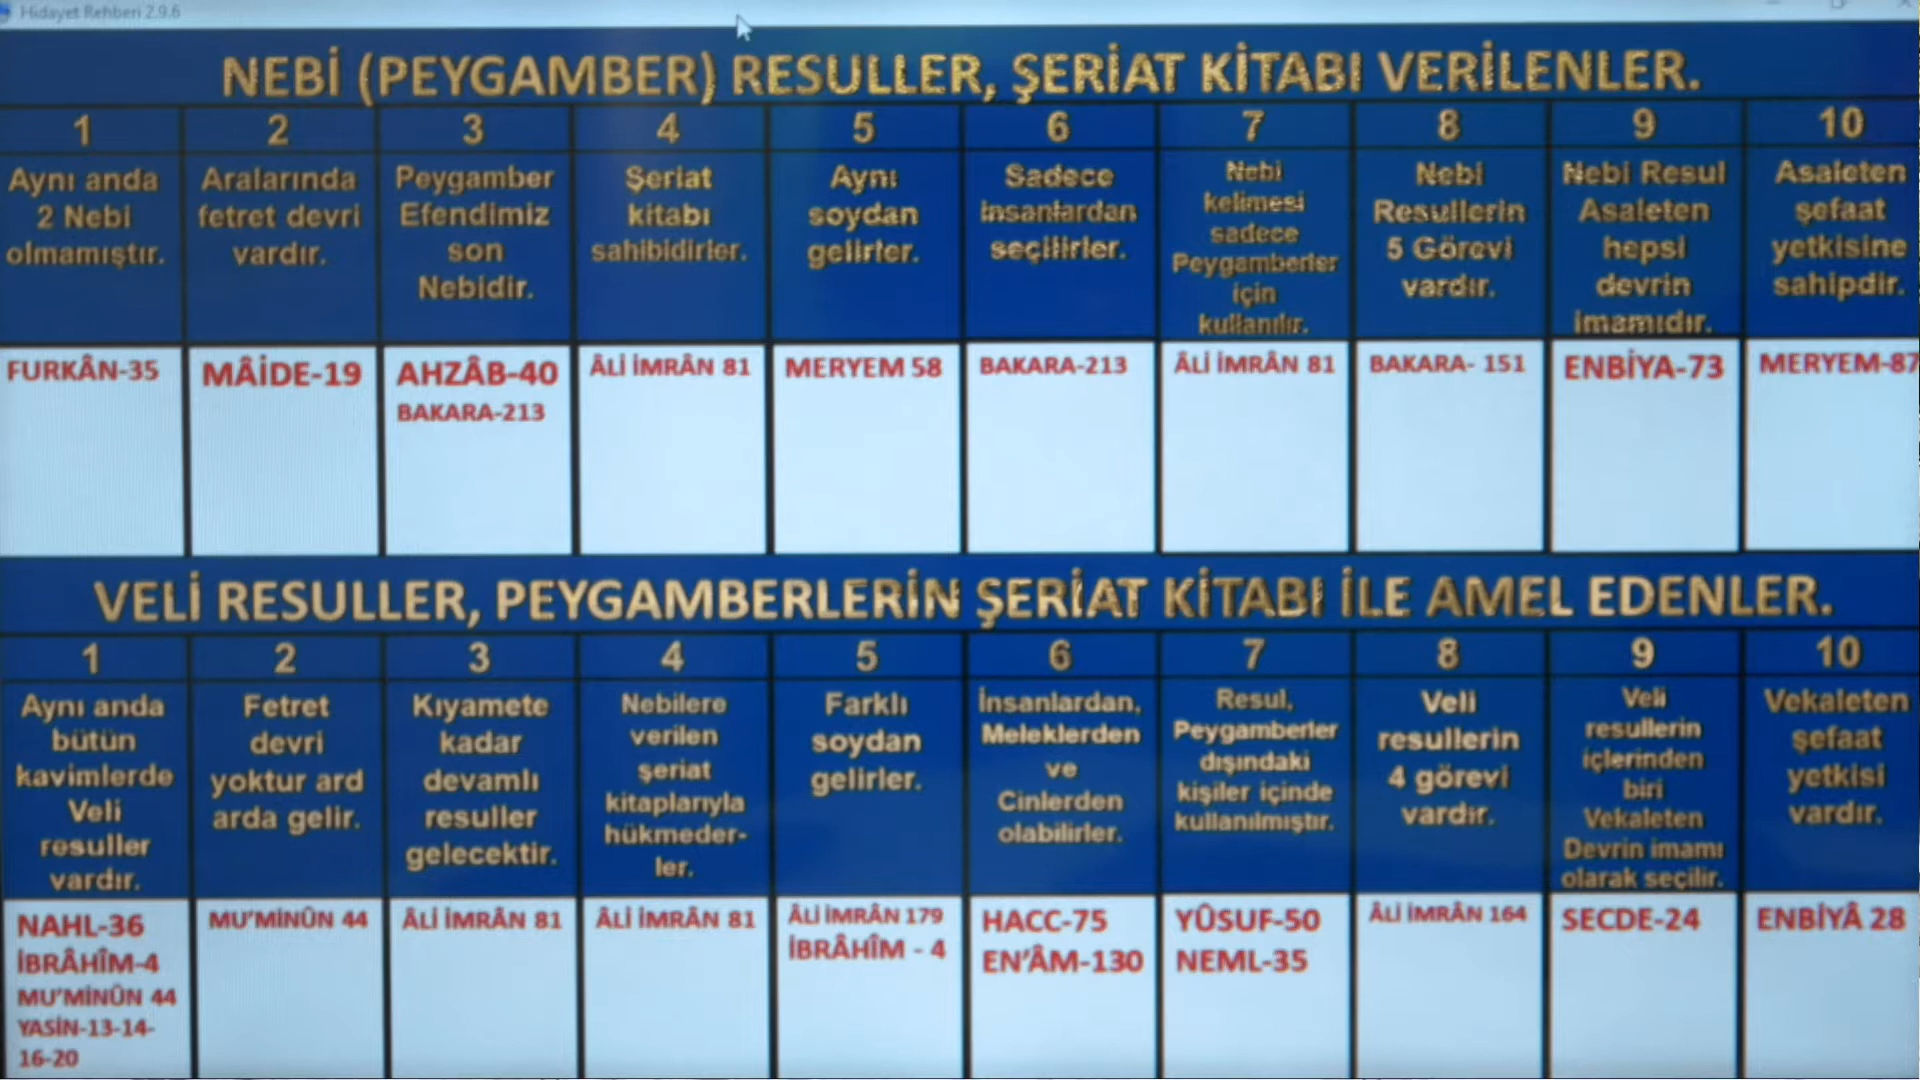 Hidayet Rehberi 2.9.6
NEBİ (PEYGAMBER) RESULLER, ŞERİAT KİTABI VERİLENLER.
1
2
3
4
5
6
7
8
9
10
Aynı anda
2 Nebi
olmamıştır.
Aralarında
fetret devri
vardır.
Peygamber
Efendimiz
son
Nebidir.
Şeriat
kitabı
sahibidirler.
Aynı
soydan
gelirler.
Sadece
insanlardan
seçilirler.
Nebi
kelimesi
sadece
Peygamberler
için
kullanılır.
Nebi
Resullerin
5 Görevi
vardır.
Nebi Resul
Asaleten
hepsi
devrin
imamıdır.
Asaleten
şefaat
yetkisine
sahipdir.
FURKÂN-35
MÂİDE-19
AHZÂB-40
BAKARA-213
ÂLİ İMRÂN 81
MERYEM 58
BAKARA-213
ÂLİ İMRÂN 81
BAKARA- 151
ENBİYA-73
MERYEM-87
VELİ RESULLER, PEYGAMBERLERİN ŞERİAT KİTABI İLE AMEL EDENLER.
1
2
3
4
5
6
7
8
9
10
Aynı anda
bütün
kavimlerde
Veli
resuller
vardır.
Fetret
devri
yoktur ard
arda gelir.
Kıyamete
kadar
devamlı
resuller
gelecektir.
Nebilere
verilen
şeriat
kitaplarıyla
hükmeder-
ler.
Farklı
soydan
gelirler.
İnsanlardan,
Meleklerden
ve
Cinlerden
olabilirler.
Resul,
Peygamberler
dışındaki
kişiler içinde
kullanılmıştır.
Veli
resullerin
4 görevi
vardır.
Veli
resullerin
içlerinden
biri
Vekaleten
Devrin imamı
olarak seçilir.
Vekaleten
şefaat
yetkisi
vardır.
NAHL-36
İBRÂHÎM-4
MU'MİNÛN 44
YASİN-13-14-
16-20
MU'MİNÛN 44
ÂLİ İMRÂN 81
ÂLİ İMRÂN 81
ÂLİ İMRÂN 179
İBRÂHÎM - 4
HACC-75
EN'ÂM-130
YÛSUF-50
NEML-35
ÂLİ İMRÂN 164
SECDE-24
ENBİYÂ 28